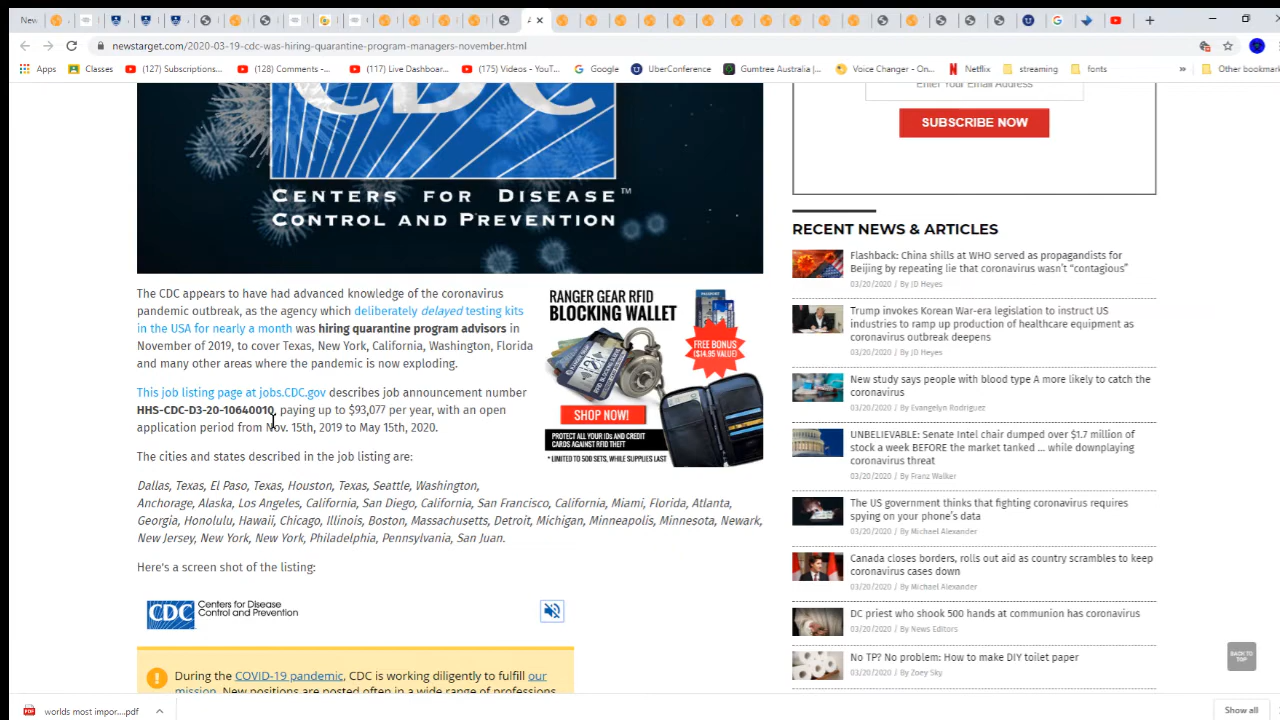 New
newstarget.com/2020-03-19-cdc-was-hiring-quarantine-program-managers-november.html
Apps
Classes
(127) Subscriptions...
(128) Comments -...
(117) Live Dashboar...
(175) Videos - YouT...
Google
UberConference
Gumtree Australia |...
Voice Changer - On...
Netflix
streaming
fonts
»
Other bookmark
CDC
CENTERS FOR DISEASE™
CONTROL AND PREVENTION
The CDC appears to have had advanced knowledge of the coronavirus
pandemic outbreak, as the agency which deliberately delayed testing kits
in the USA for nearly a month was hiring quarantine program advisors in
November of 2019, to cover Texas, New York, California, Washington, Florida
and many other areas where the pandemic is now exploding.
This job listing page at jobs.CDC.gov describes job announcement number
HHS-CDC-D3-20-10640010, paying up to $93,077 per year, with an open
application period from Nov. 15th, 2019 to May 15th, 2020.
RANGER GEAR RFID
BLOCKING WALLET
FREE BONUS
($14.95 VALUE)
SHOP NOW!
PROTECT ALL YOUR IDs AND CREDIT
CARDS AGAINST RFID THEFT
* LIMITED TO 500 SETS, WHILE SUPPLIES LAST
The cities and states described in the job listing are:
Dallas, Texas, El Paso, Texas, Houston, Texas, Seattle, Washington,
Anchorage, Alaska, Los Angeles, California, San Diego, California, San Francisco, California, Miami, Florida, Atlanta,
Georgia, Honolulu, Hawaii, Chicago, Illinois, Boston, Massachusetts, Detroit, Michigan, Minneapolis, Minnesota, Newark,
New Jersey, New York, New York, Philadelphia, Pennsylvania, San Juan.
Here's a screen shot of the listing:
CDC
Centers for Disease
Control and Prevention
During the COVID-19 pandemic, CDC is working diligently to fulfill our
mission. New positions are posted often in a wide range of professions
Enter Your Email Address
SUBSCRIBE NOW
RECENT NEWS & ARTICLES
Flashback: China shills at WHO served as propagandists for
Beijing by repeating lie that coronavirus wasn't "contagious"
03/20/2020 / By JD Heyes
Trump invokes Korean War-era legislation to instruct US
industries to ramp up production of healthcare equipment as
coronavirus outbreak deepens
03/20/2020 / By JD Heyes
New study says people with blood type A more likely to catch the
coronavirus
03/20/2020 / By Evangelyn Rodriguez
UNBELIEVABLE: Senate Intel chair dumped over $1.7 million of
stock a week BEFORE the market tanked ... while downplaying
coronavirus threat
03/20/2020 / By Franz Walker
The US government thinks that fighting coronavirus requires
spying on your phone's data
03/20/2020 / By Michael Alexander
Canada closes borders, rolls out aid as country scrambles to keep
coronavirus cases down
03/20/2020 / By Michael Alexander
DC priest who shook 500 hands at communion has coronavirus
03/20/2020 / By News Editors
No TP? No problem: How to make DIY toilet paper
03/20/2020 / By Zoey Sky
BACK TO
TOP
worlds most impor....pdf
Show all